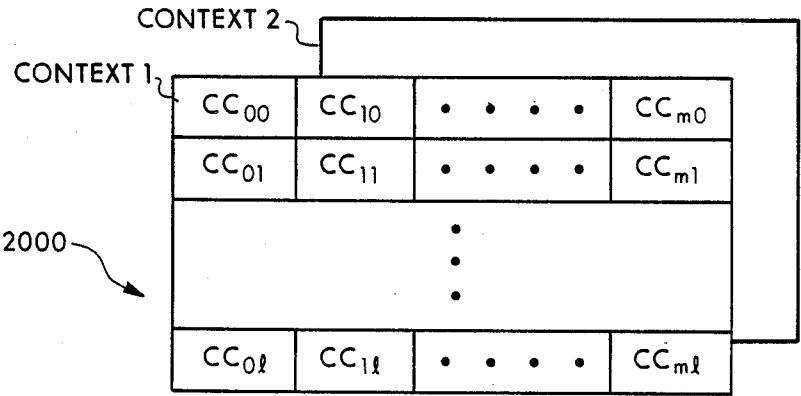 CONTEXT 2
CONTEXT 1
CC₀₀ CC₁₀ • • • • CCₘ₀
CC₀₁ CC₁₁ • • • • CCₘ₁
•
2000 •
•
CC₀ℓ CC₁ℓ • • • • CCₘℓ